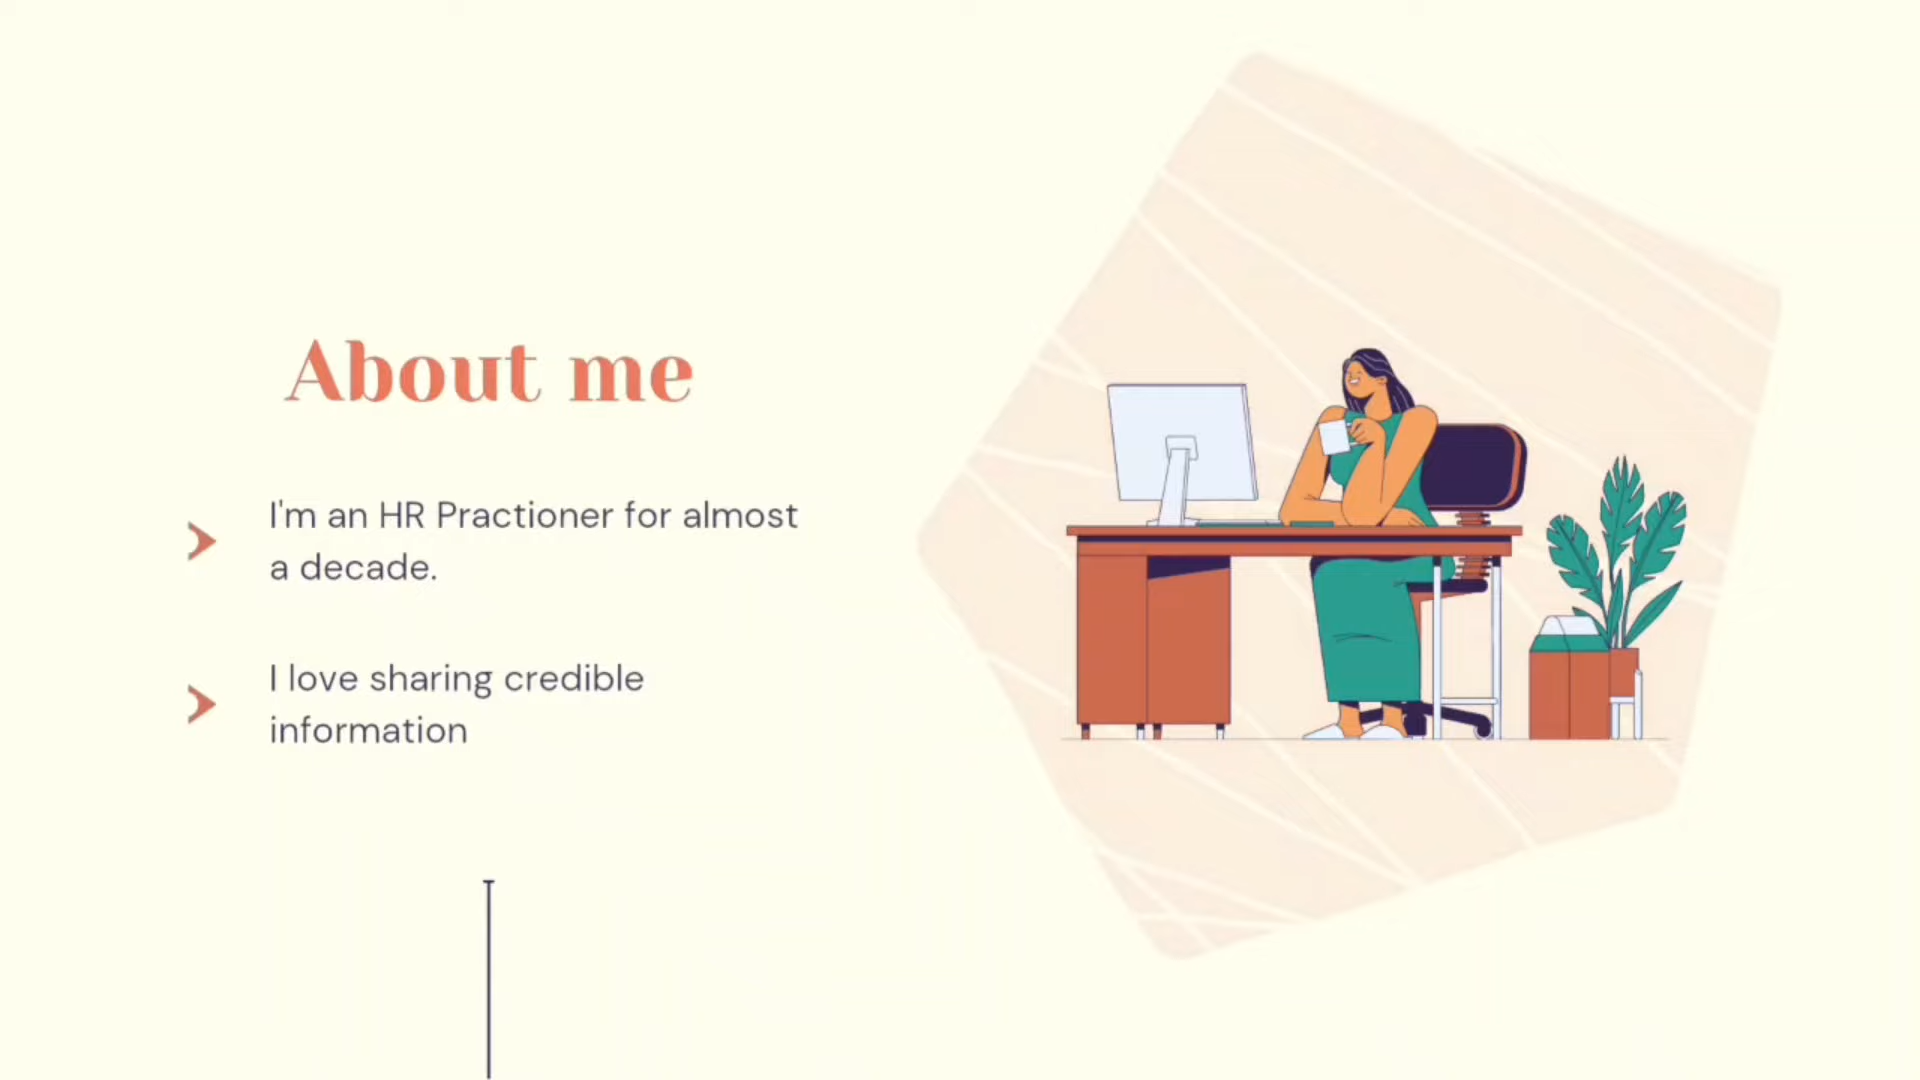 About me
I'm an HR Practioner for almost
a decade.
I love sharing credible
information